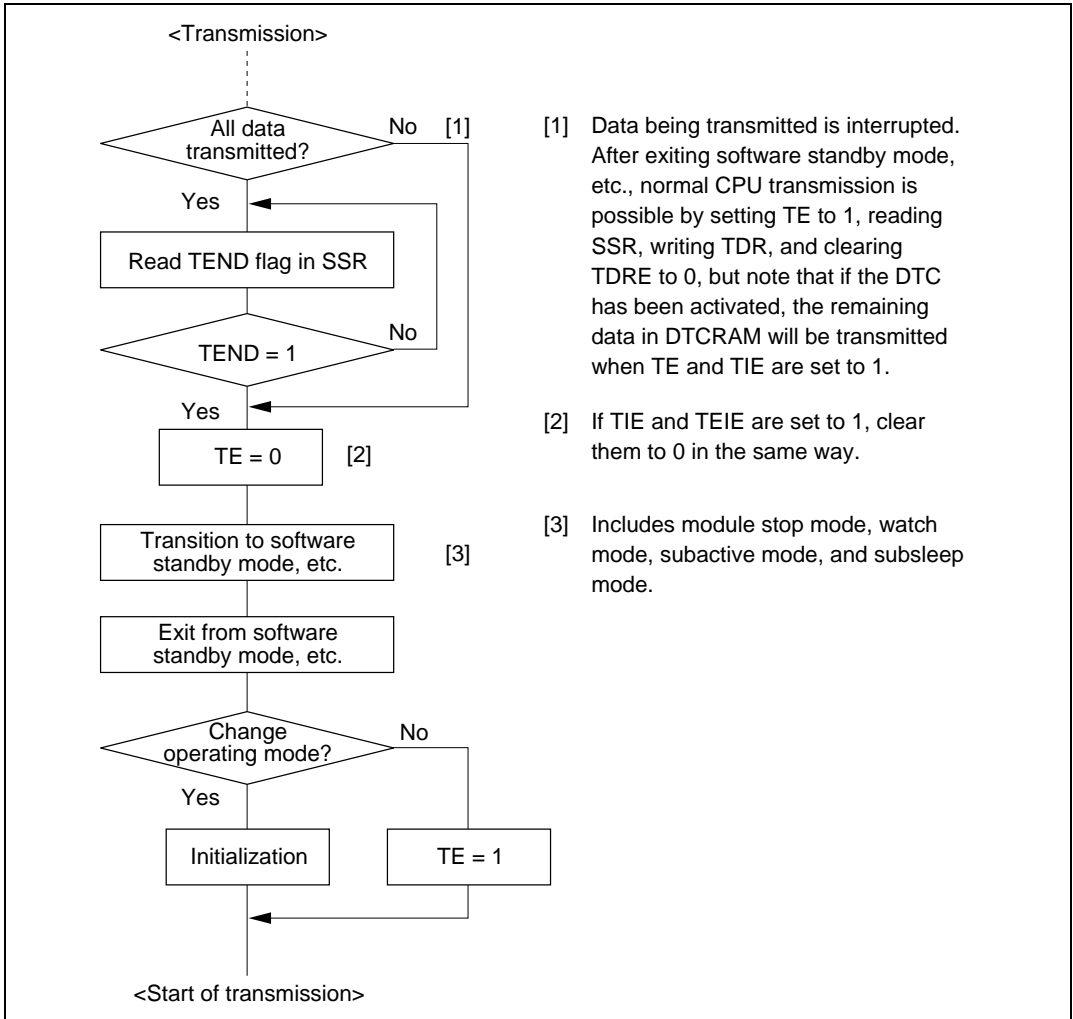 <Transmission>
All data
transmitted?
No
[1]
Yes
Read TEND flag in SSR
TEND = 1
No
Yes
TE = 0
[2]
Transition to software
standby mode, etc.
[3]
Exit from software
standby mode, etc.
Change
operating mode?
No
Yes
Initialization
TE = 1
<Start of transmission>
[1] Data being transmitted is interrupted.
After exiting software standby mode,
etc., normal CPU transmission is
possible by setting TE to 1, reading
SSR, writing TDR, and clearing
TDRE to 0, but note that if the DTC
has been activated, the remaining
data in DTCRAM will be transmitted
when TE and TIE are set to 1.
[2] If TIE and TEIE are set to 1, clear
them to 0 in the same way.
[3] Includes module stop mode, watch
mode, subactive mode, and subsleep
mode.